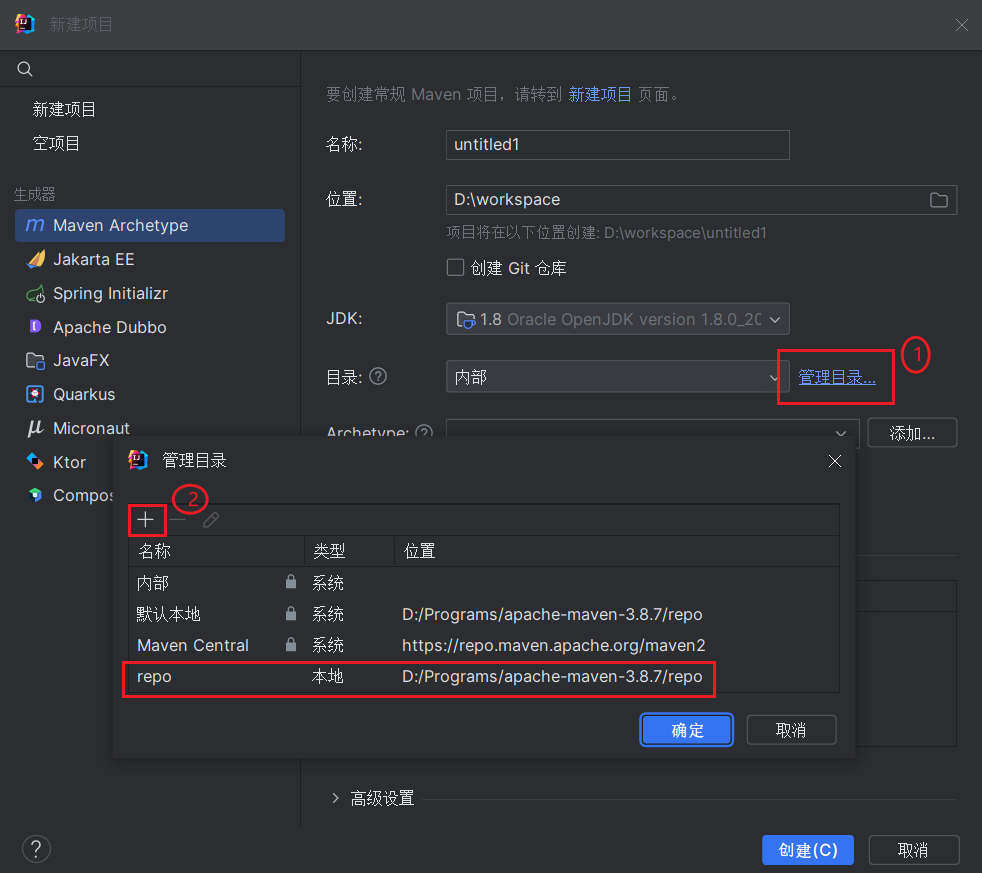 新建项目
要创建常规 Maven 项目，请转到 新建项目 页面。
新建项目
空项目
名称:
untitled1
生成器
位置:
D:\workspace
Maven Archetype
项目将在以下位置创建: D:\workspace\untitled1
Jakarta EE
创建 Git 仓库
Spring Initializr
JDK:
1.8 Oracle OpenJDK version 1.8.0_20
Apache Dubbo
JavaFX
目录:
内部
管理目录...
1
Quarkus
Micronaut
Archetype:
添加...
Ktor
管理目录
Compos
2
名称 类型 位置
内部 系统
默认本地 系统 D:/Programs/apache-maven-3.8.7/repo
Maven Central 系统 https://repo.maven.apache.org/maven2
repo 本地 D:/Programs/apache-maven-3.8.7/repo
确定 取消
高级设置
?
创建(C) 取消